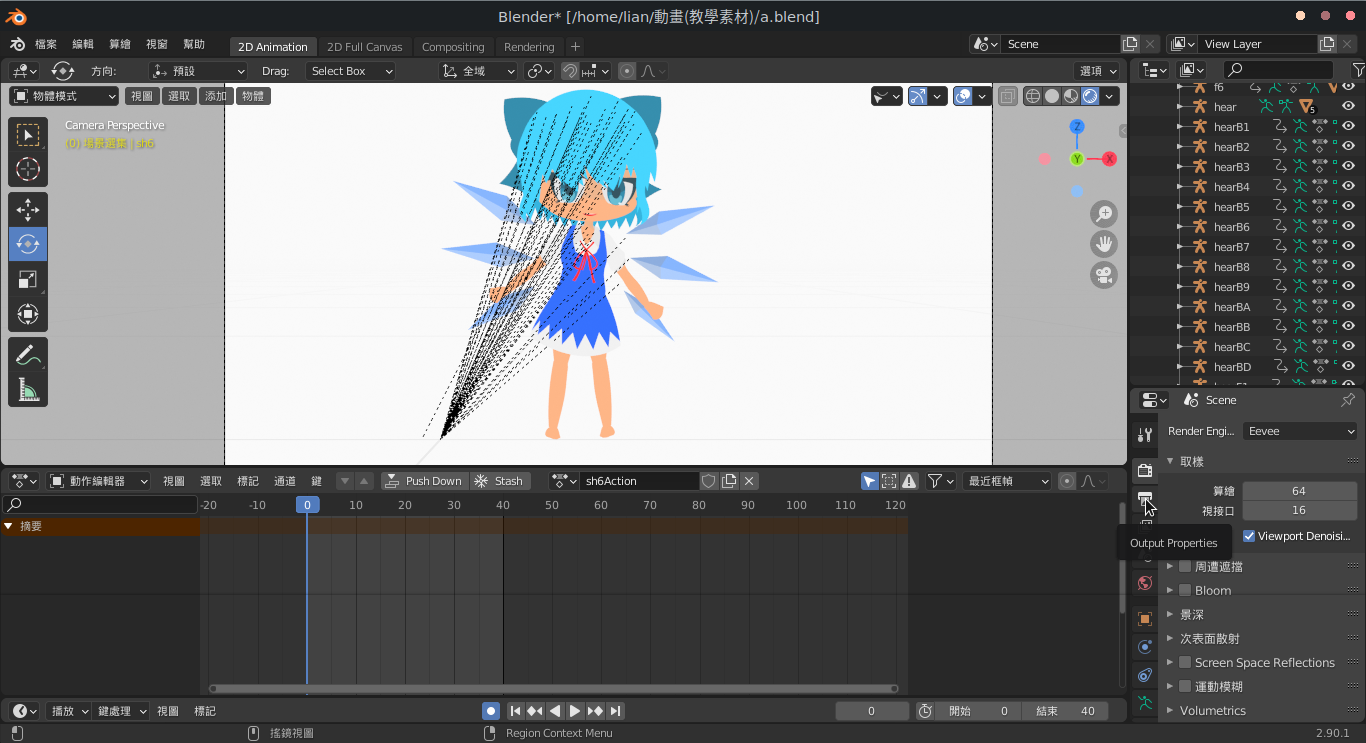 Blender* [/home/lian/動畫(教學素材)/a.blend]
檔案 編輯 算繪 視窗 幫助 2D Animation 2D Full Canvas Compositing Rendering + Scene View Layer
方向: 預設 Drag: Select Box 全域 選項
物體模式 視圖 選取 添加 物體
Camera Perspective
(0) 場景選集 | sh6
Z
Y
X
f6
hear 5
hearB1
hearB2
hearB3
hearB4
hearB5
hearB6
hearB7
hearB8
hearB9
hearBA
hearBB
hearBC
hearBD
Scene
Render Engi... Eevee
取樣
算繪 64
視接口 16
Viewport Denoisi...
Output Properties
周遭遮擋
Bloom
景深
次表面散射
Screen Space Reflections
運動模糊
Volumetrics
動作編輯器 視圖 選取 標記 通道 鍵 Push Down Stash sh6Action 最近框幀
-20 -10 0 10 20 30 40 50 60 70 80 90 100 110 120
摘要
播放 鍵處理 視圖 標記 0 開始 0 結束 40
搖鏡視圖 Region Context Menu 2.90.1